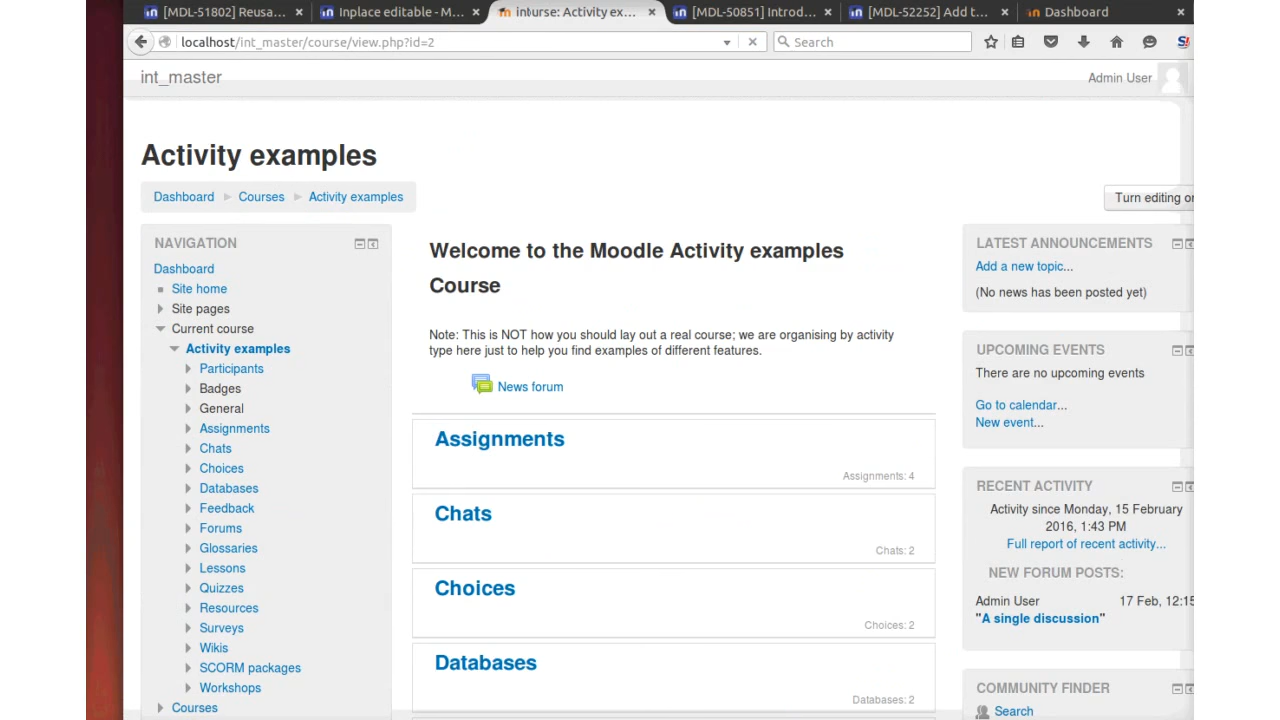 [MDL-51802] Reusa...
Inplace editable - M...
Activity ex...
[MDL-50851] Introd...
[MDL-52252] Add t...
Dashboard
localhost/int_master/course/view.php?id=2
Search
int_master
Admin User
Activity examples
Dashboard
Courses
Activity examples
Turn editing on
NAVIGATION
Dashboard
Site home
Site pages
Current course
Activity examples
Participants
Badges
General
Assignments
Chats
Choices
Databases
Feedback
Forums
Glossaries
Lessons
Quizzes
Resources
Surveys
Wikis
SCORM packages
Workshops
Courses
Welcome to the Moodle Activity examples
Course
Note: This is NOT how you should lay out a real course; we are organising by activity
type here just to help you find examples of different features.
News forum
Assignments
Assignments: 4
Chats
Chats: 2
Choices
Choices: 2
Databases
Databases: 2
LATEST ANNOUNCEMENTS
Add a new topic...
(No news has been posted yet)
UPCOMING EVENTS
There are no upcoming events
Go to calendar...
New event...
RECENT ACTIVITY
Activity since Monday, 15 February
2016, 1:43 PM
Full report of recent activity...
NEW FORUM POSTS:
Admin User
17 Feb, 12:15
"A single discussion"
COMMUNITY FINDER
Search